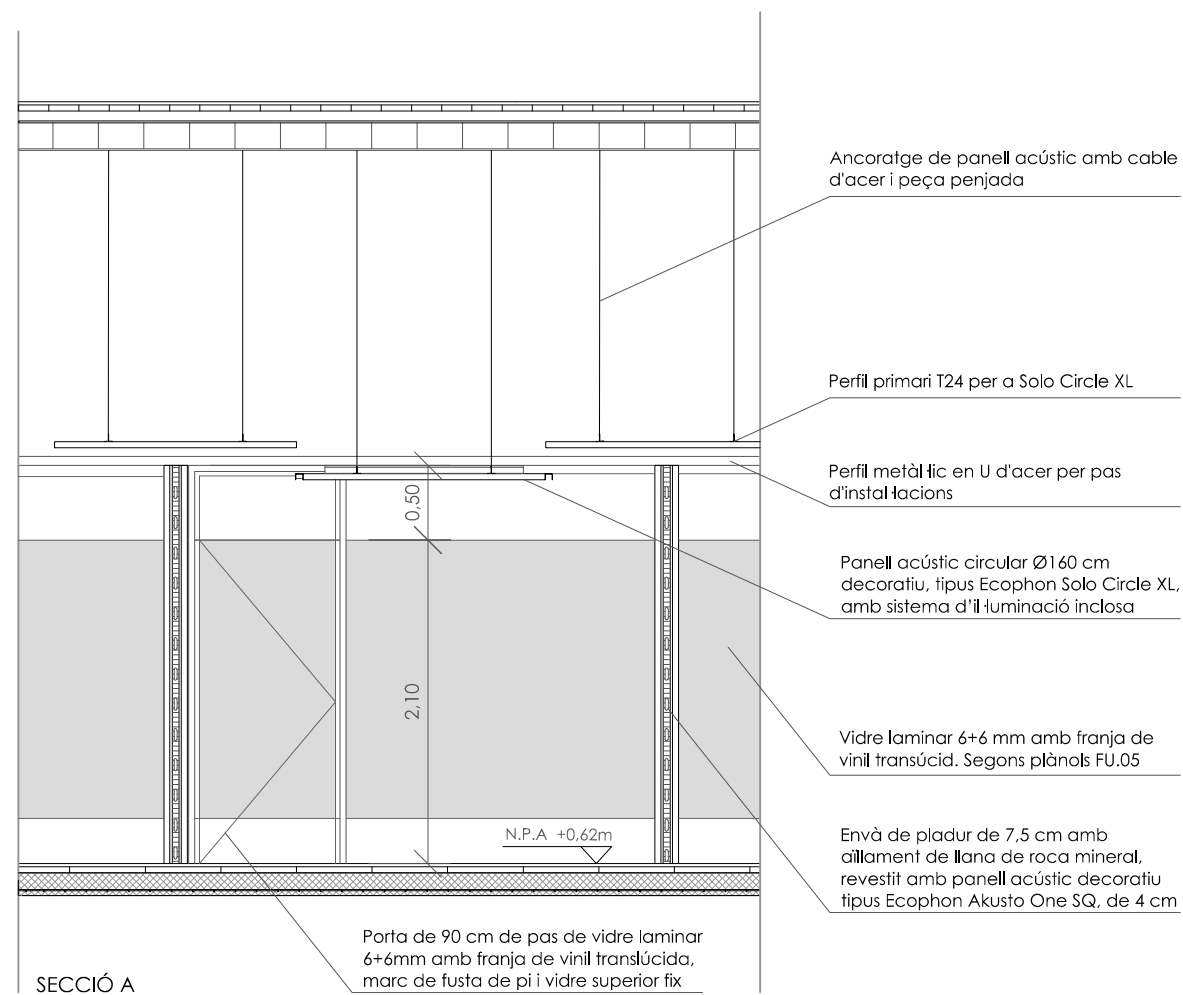 Ancoratge de panell acústic amb cable
d'acer i peça penjada
Perfil primari T24 per a Solo Circle XL
Perfil metàl·lic en U d'acer per pas
d'instal·lacions
0,50
Panell acústic circular Ø160 cm
decoratiu, tipus Ecophon Solo Circle XL,
amb sistema d'il·luminació inclosa
2,10
Vidre laminar 6+6 mm amb franja de
vinil transúcid. Segons plànols FU.05
N.P.A +0,62m
Envà de pladur de 7,5 cm amb
aïllament de llana de roca mineral,
revestit amb panell acústic decoratiu
tipus Ecophon Akusto One SQ, de 4 cm
Porta de 90 cm de pas de vidre laminar
6+6mm amb franja de vinil translúcida,
marc de fusta de pi i vidre superior fix
SECCIÓ A